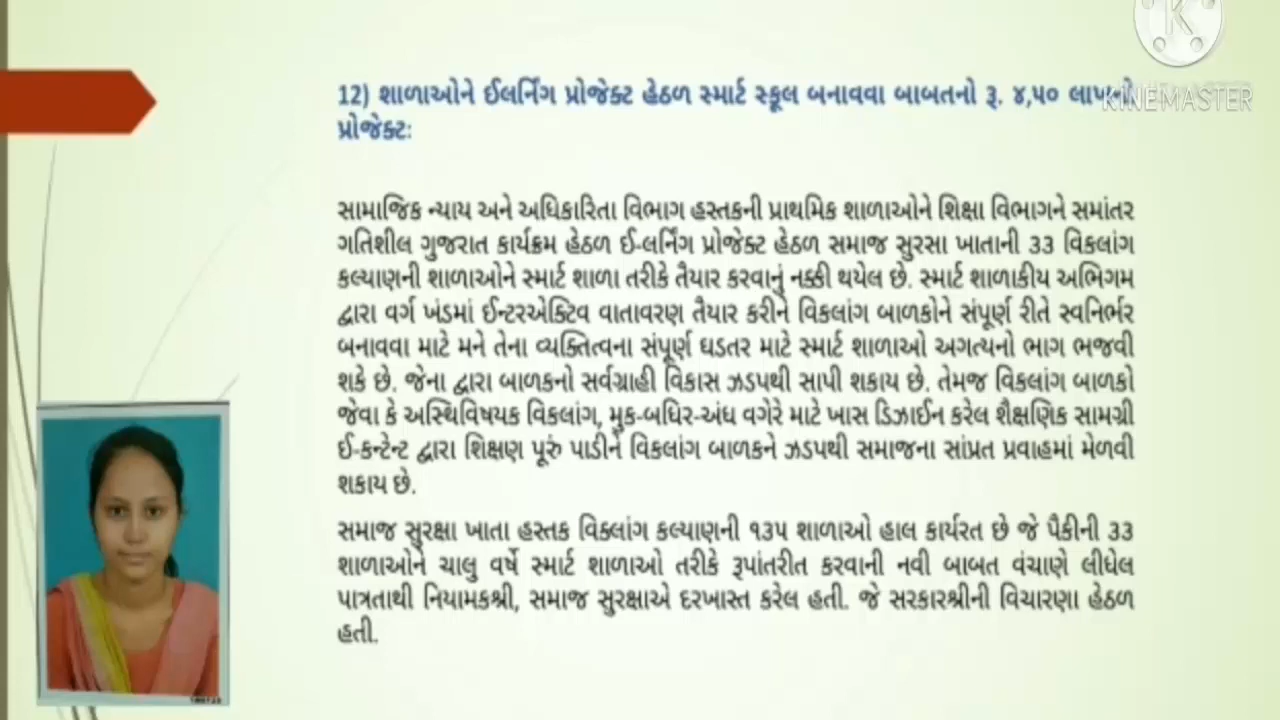 12) શાળાઓને ઈલર્નિંગ પ્રોજેક્ટ હેઠળ સ્માર્ટ સ્કૂલ બનાવવા બાબતનો રૂ. ૪,૫૦ લાખનો
પ્રોજેક્ટઃ
KINEMASTER
સામાજિક ન્યાય અને અધિકારિતા વિભાગ હસ્તકની પ્રાથમિક શાળાઓને શિક્ષા વિભાગને સમાંતર
ગતિશીલ ગુજરાત કાર્યક્રમ હેઠળ ઈ-લર્નિંગ પ્રોજેક્ટ હેઠળ સમાજ સુરસા ખાતાની 33 વિકલાંગ
કલ્યાણની શાળાઓને સ્માર્ટ શાળા તરીકે તૈયાર કરવાનું નક્કી થયેલ છે. સ્માર્ટ શાળાકીય અભિગમ
દ્વારા વર્ગ ખંડમાં ઈન્ટરએક્ટિવ વાતાવરણ તૈયાર કરીને વિકલાંગ બાળકોને સંપૂર્ણ રીતે સ્વનિર્ભર
બનાવવા માટે મને તેના વ્યક્તિત્વના સંપૂર્ણ ઘડતર માટે સ્માર્ટ શાળાઓ અગત્યનો ભાગ ભજવી
શકે છે. જેના દ્વારા બાળકનો સર્વગ્રાહી વિકાસ ઝડપથી સાપી શકાય છે. તેમજ વિકલાંગ બાળકો
જેવા કે અસ્થિવિષયક વિકલાંગ, મુક-બધિર-અંધ વગેરે માટે ખાસ ડિઝાઈન કરેલ શૈક્ષણિક સામગ્રી
ઈ-કન્ટેન્ટ દ્વારા શિક્ષણ પૂરું પાડીને વિકલાંગ બાળકને ઝડપથી સમાજના સાંપ્રત પ્રવાહમાં મેળવી
શકાય છે.
સમાજ સુરક્ષા ખાતા હસ્તક વિક્લાંગ કલ્યાણની ૧૩૫ શાળાઓ હાલ કાર્યરત છે જે પૈકીની 33
શાળાઓને ચાલુ વર્ષે સ્માર્ટ શાળાઓ તરીકે રૂપાંતરીત કરવાની નવી બાબત વંચાણે લીધેલ
પાત્રતાથી નિયામકશ્રી, સમાજ સુરક્ષાએ દરખાસ્ત કરેલ હતી. જે સરકારશ્રીની વિચારણા હેઠળ
હતી.